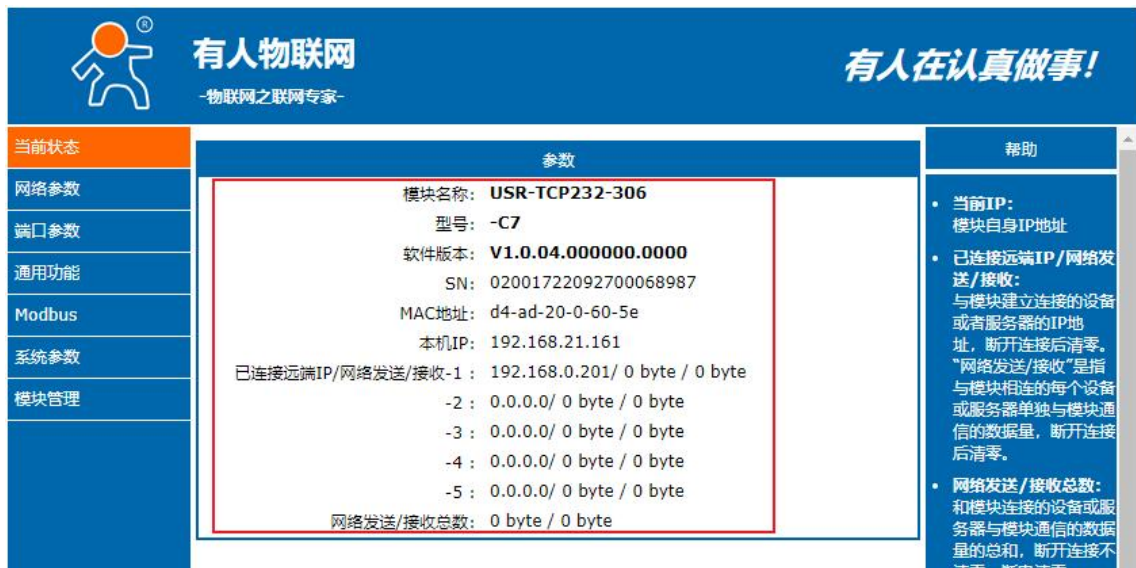 ®
有人物联网
-物联网之联网专家-
有人在认真做事!
当前状态
网络参数
端口参数
通用功能
Modbus
系统参数
模块管理
参数
模块名称: USR-TCP232-306
型号: -C7
软件版本: V1.0.04.000000.0000
SN: 02001722092700068987
MAC地址: d4-ad-20-0-60-5e
本机IP: 192.168.21.161
已连接远端IP/网络发送/接收-1 : 192.168.0.201/ 0 byte / 0 byte
-2 : 0.0.0.0/ 0 byte / 0 byte
-3 : 0.0.0.0/ 0 byte / 0 byte
-4 : 0.0.0.0/ 0 byte / 0 byte
-5 : 0.0.0.0/ 0 byte / 0 byte
网络发送/接收总数: 0 byte / 0 byte
帮助
• 当前IP:
模块自身IP地址
• 已连接远端IP/网络发
送/接收:
与模块建立连接的设备
或者服务器的IP地
址，断开连接后清零。
“网络发送/接收”是指
与模块相连的每个设备
或服务器单独与模块通
信的数据量，断开连接
后清零。
• 网络发送/接收总数:
和模块连接的设备或服
务器与模块通信的数据
量的总和，断开连接不